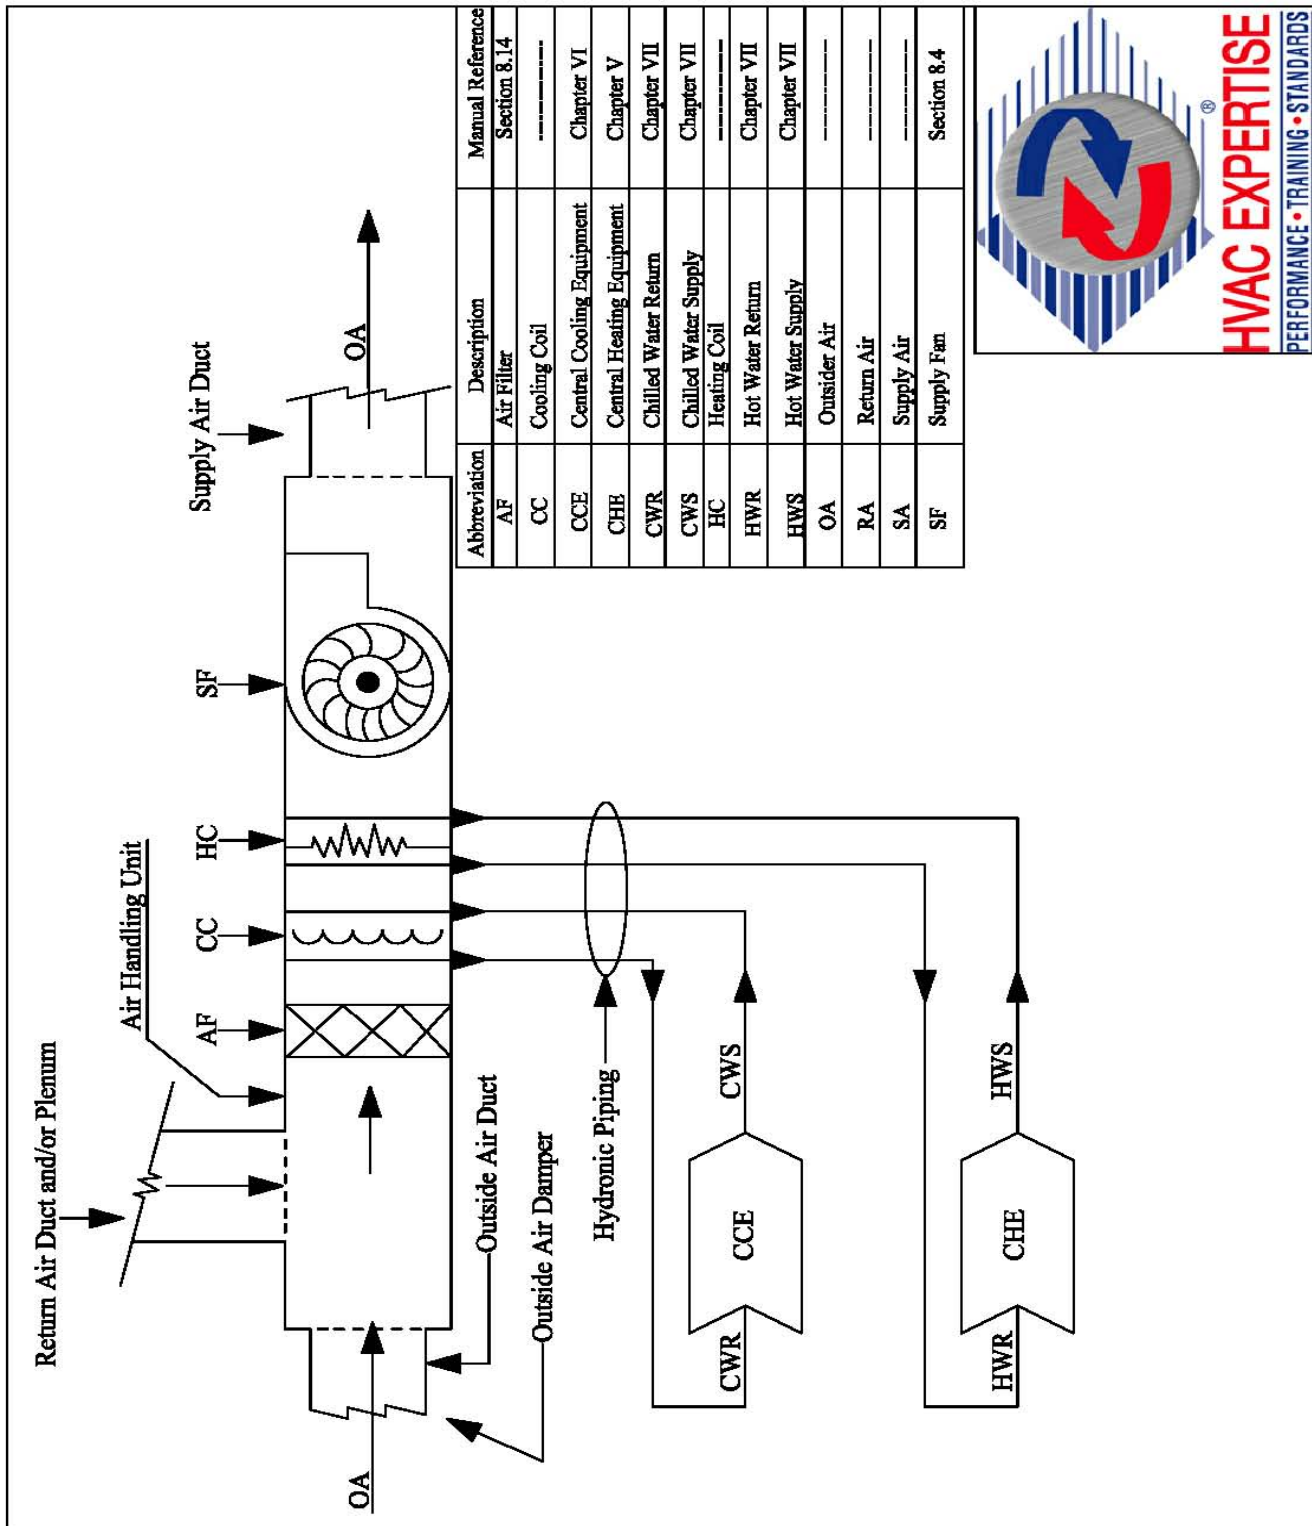 Return Air Duct and/or Plenum
Air Handling Unit
AF
CC
HC
SF
Supply Air Duct
OA
OA
Outside Air Duct
Outside Air Damper
Hydronic Piping
CWR
CCE
CWS
HWR
CHE
HWS
Abbreviation Description Manual Reference
AF Air Filter Section 8.14
CC Cooling Coil ----------
CCE Central Cooling Equipment Chapter VI
CHE Central Heating Equipment Chapter V
CWR Chilled Water Return Chapter VII
CWS Chilled Water Supply Chapter VII
HC Heating Coil ----------
HWR Hot Water Return Chapter VII
HWS Hot Water Supply Chapter VII
OA Outsider Air ----------
RA Return Air ----------
SA Supply Air ----------
SF Supply Fan Section 8.4
®
HVAC EXPERTISE
PERFORMANCE•TRAINING•STANDARDS